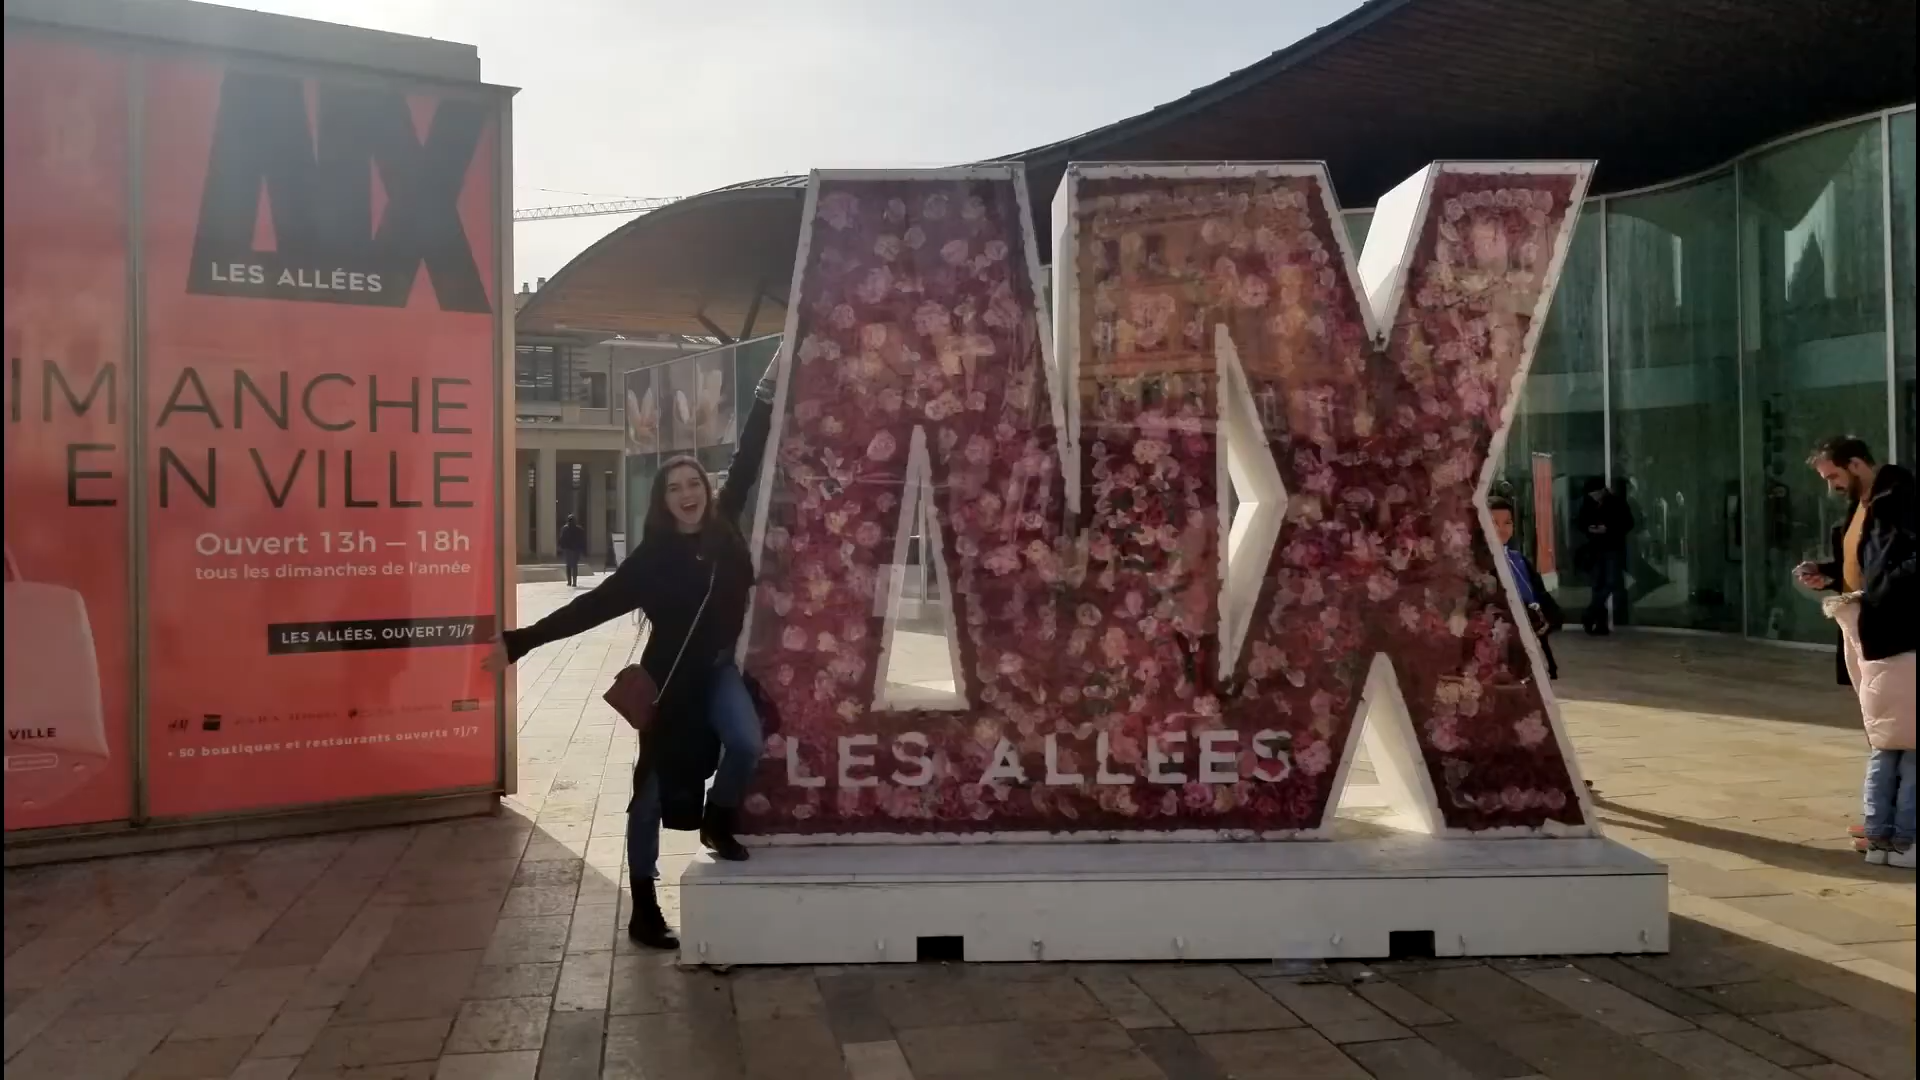 AIX
LES ALLÉES
IMANCHE
EN VILLE
Ouvert 13h – 18h
tous les dimanches de l'année
LES ALLÉES, OUVERT 7j/7
VILLE
+ 50 boutiques et restaurants ouverts 7j/7
AIX
LES ALLEES